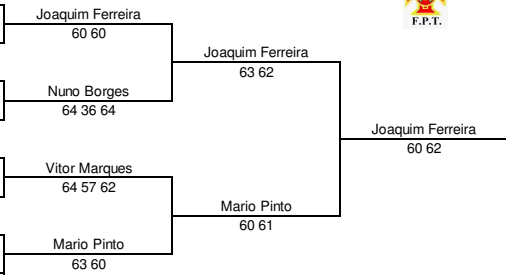 Joaquim Ferreira
60 60
F.P.T.
Joaquim Ferreira
63 62
Nuno Borges
64 36 64
Joaquim Ferreira
60 62
Vitor Marques
64 57 62
Mario Pinto
60 61
Mario Pinto
63 60